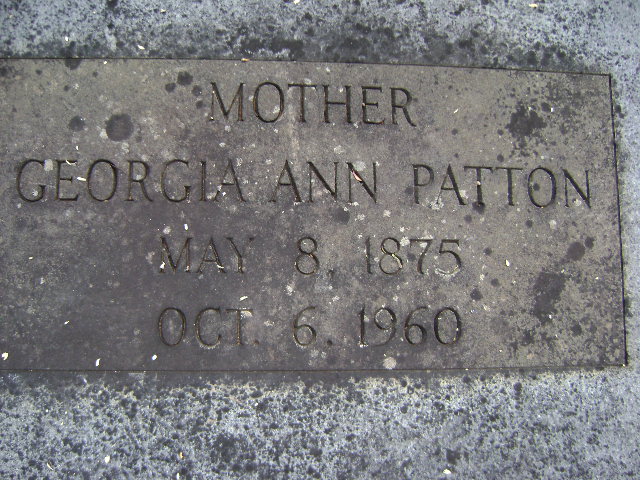 MOTHER
GEORGIA ANN PATTON
MAY 8, 1875
OCT. 6, 1960